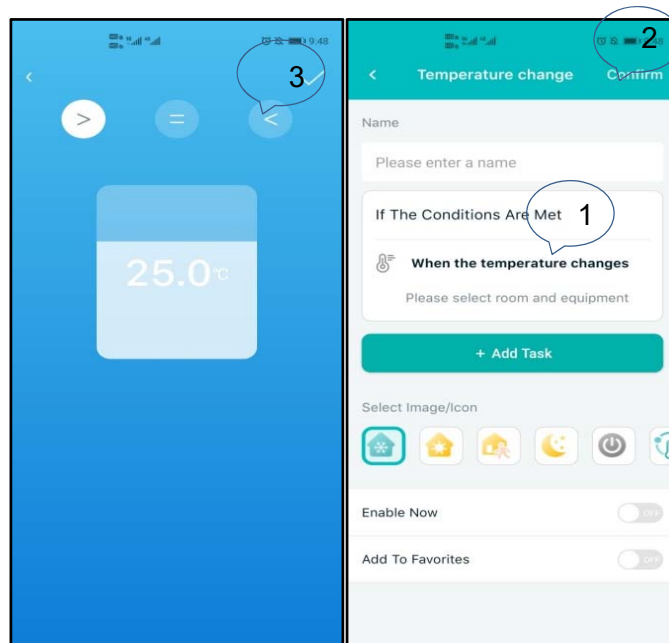 9:48
3
<
> = <
25.0℃
2
< Temperature change Confirm
Name
Please enter a name
If The Conditions Are Met
1
When the temperature changes
Please select room and equipment
+ Add Task
Select Image/Icon
Enable Now
OFF
Add To Favorites
OFF